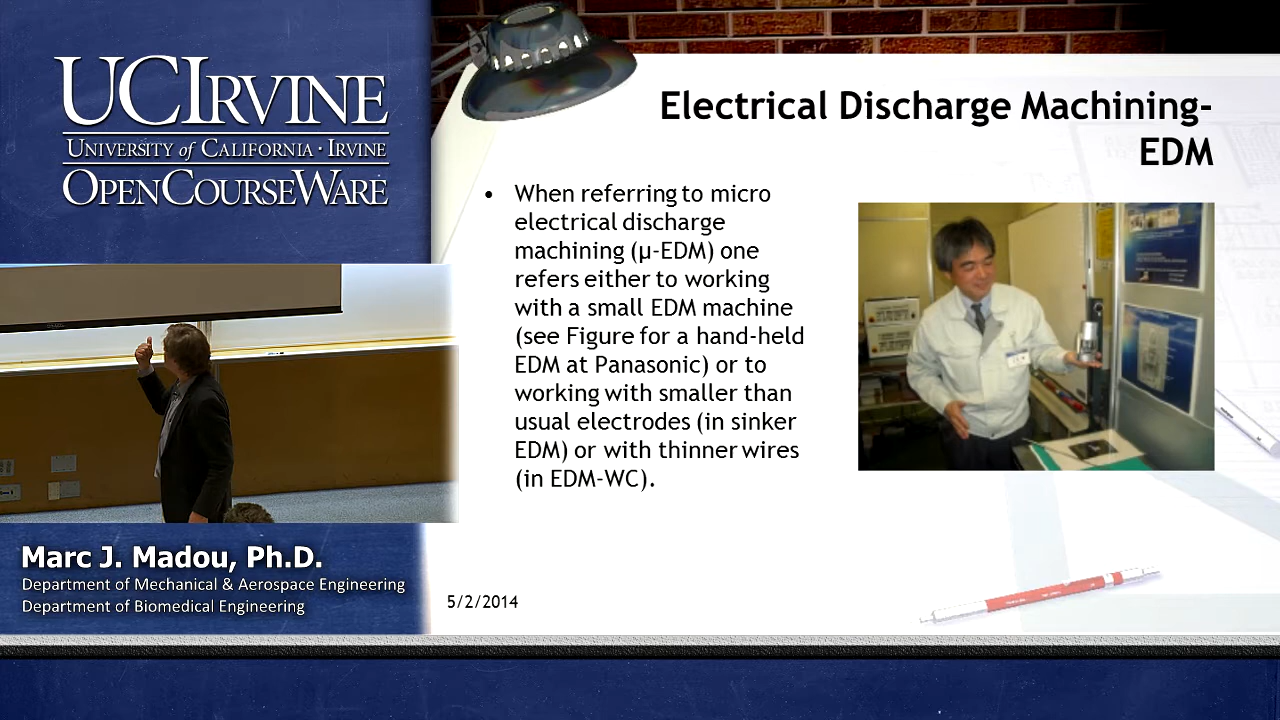 UCIRVINE
UNIVERSITY of CALIFORNIA · IRVINE
OPENCOURSEWARE
Electrical Discharge Machining-
EDM
• When referring to micro
electrical discharge
machining (μ-EDM) one
refers either to working
with a small EDM machine
(see Figure for a hand-held
EDM at Panasonic) or to
working with smaller than
usual electrodes (in sinker
EDM) or with thinner wires
(in EDM-WC).
Marc J. Madou, Ph.D.
Department of Mechanical & Aerospace Engineering
Department of Biomedical Engineering
5/2/2014